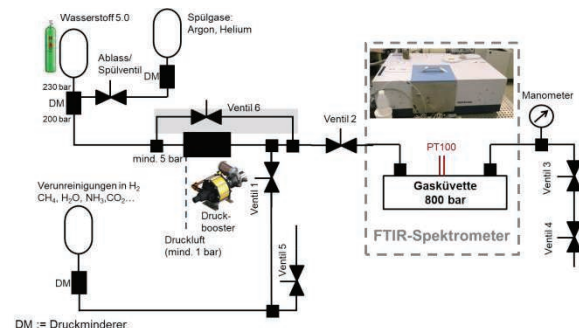 Wasserstoff 5.0
Spülgase:
Argon, Helium
Ablass/
Spülventil
DM
230 bar
DM
200 bar
Ventil 6
mind. 5 bar
Ventil 2
Manometer
PT100
Gasküvette
800 bar
FTIR-Spektrometer
Ventil 3
Ventil 4
Verunreinigungen in H2
CH4, H2O, NH3,CO2...
Druckluft
(mind. 1 bar)
Druck-
booster
Ventil 1
Ventil 5
DM
DM := Druckminderer